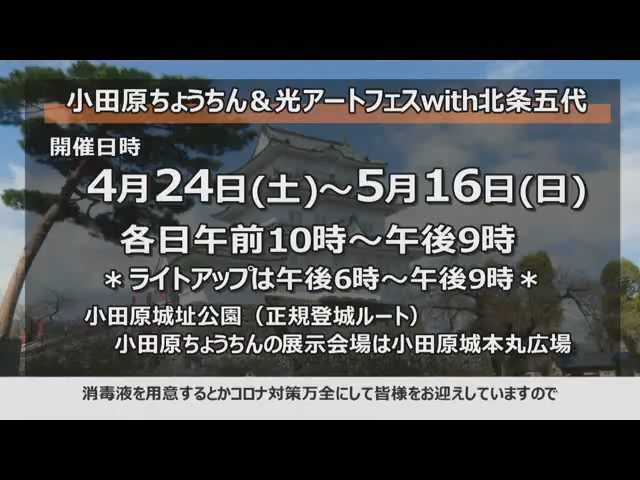 小田原ちょうちん＆光アートフェスwith北条五代
開催日時
4月24日(土)～5月16日(日)
各日午前10時～午後9時
＊ライトアップは午後6時～午後9時＊
小田原城址公園（正規登城ルート）
小田原ちょうちんの展示会場は小田原城本丸広場
消毒液を用意するとかコロナ対策万全にして皆様をお迎えしていますので